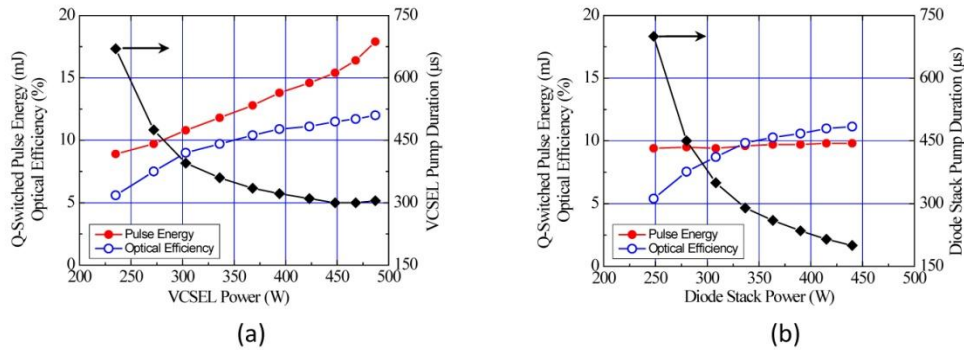 20
15
10
5
0
Q-Switched Pulse Energy (mJ)
Optical Efficiency (%)
Pulse Energy
Optical Efficiency
750
600
450
300
150
VCSEL Pump Duration (µs)
200 250 300 350 400 450 500
VCSEL Power (W)
(a)
20
15
10
5
0
Q-Switched Pulse Energy (mJ)
Optical Efficiency (%)
Pulse Energy
Optical Efficiency
750
600
450
300
150
Diode Stack Pump Duration (µs)
200 250 300 350 400 450 500
Diode Stack Power (W)
(b)